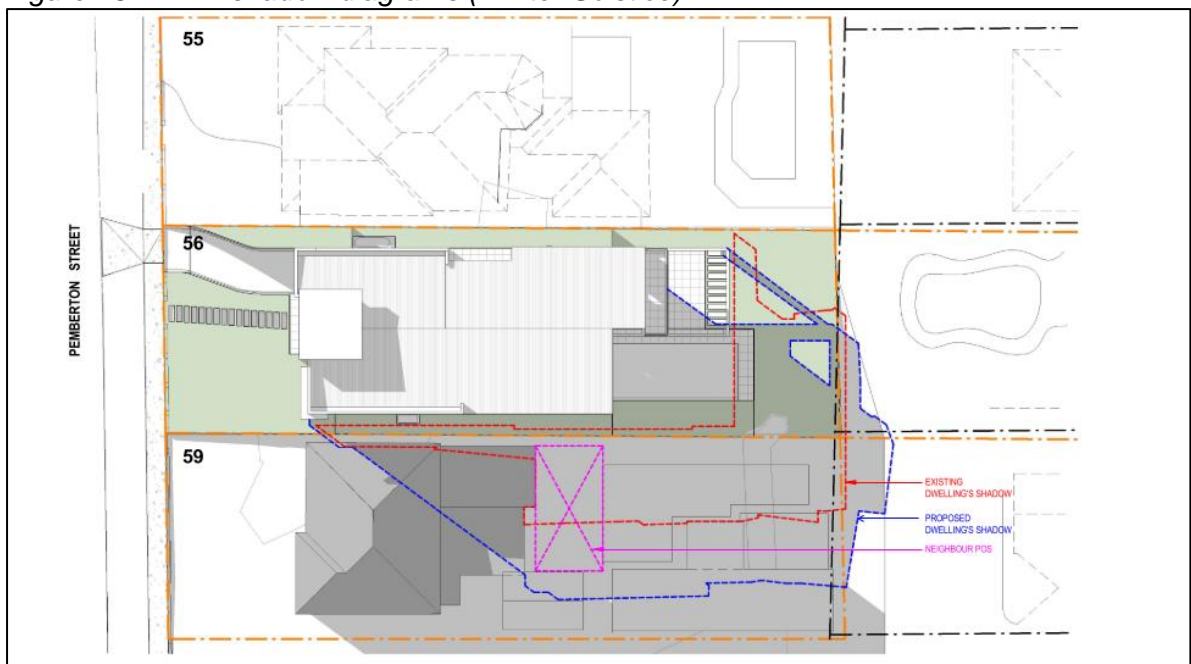 55
56
PEMBERTON STREET
59
EXISTING
DWELLING'S SHADOW
PROPOSED
DWELLING'S SHADOW
NEIGHBOUR POS